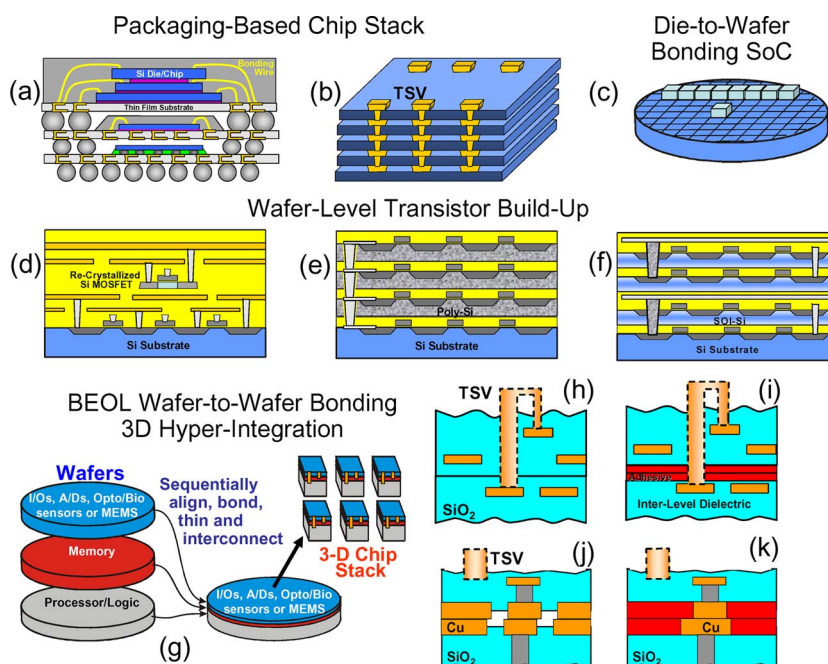 Packaging-Based Chip Stack
Die-to-Wafer
Bonding SoC
(a)
Bonding
Wire
Si Die/Chip
Thin Film Substrate
(b)
TSV
(c)
Wafer-Level Transistor Build-Up
(d)
Re-Crystallized
Si MOSFET
Si Substrate
(e)
Poly-Si
Si Substrate
(f)
SOI-Si
Si Substrate
BEOL Wafer-to-Wafer Bonding
3D Hyper-Integration
Wafers
I/Os, A/Ds, Opto/Bio
sensors or MEMS
Memory
Processor/Logic
Sequentially
align, bond,
thin and
interconnect
3-D Chip
Stack
I/Os, A/Ds, Opto/Bio
sensors or MEMS
(g)
TSV
(h)
SiO2
(i)
Adhesive
Inter-Level Dielectric
TSV
(j)
Cu
SiO2
(k)
Cu